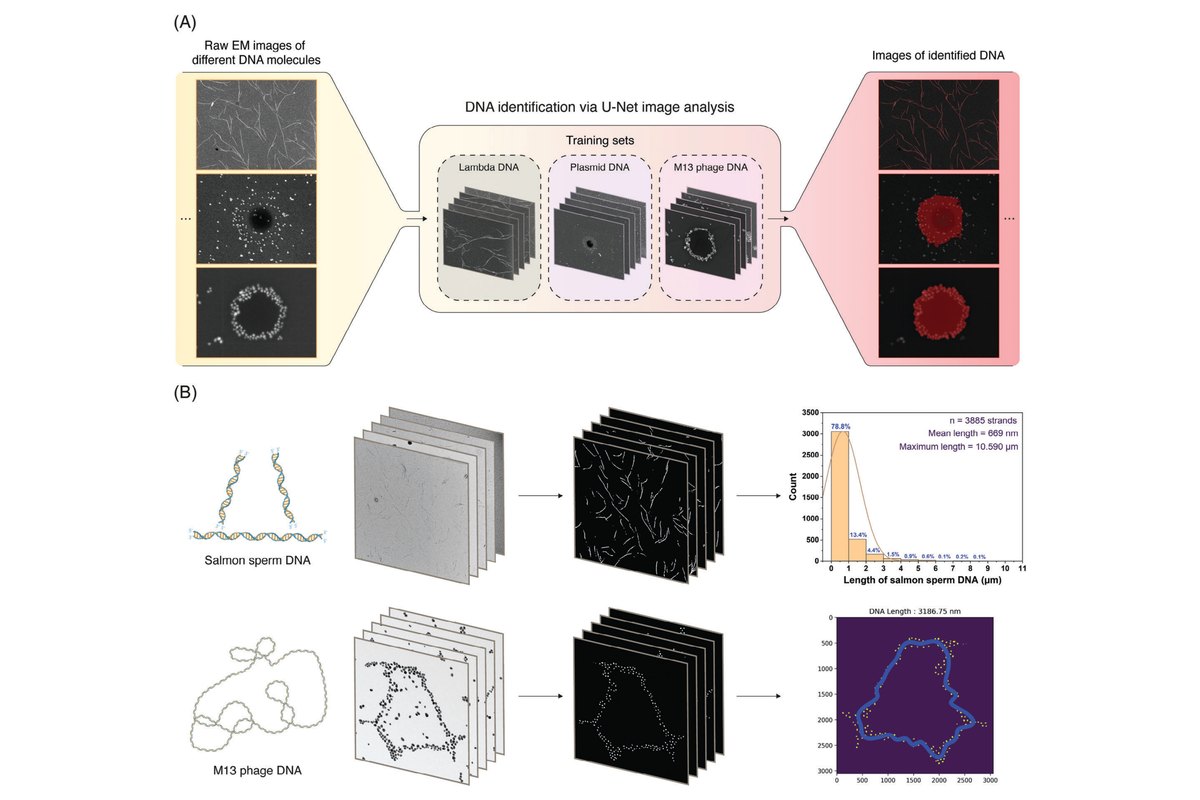 (A)
Raw EM images of
different DNA molecules
...
DNA identification via U-Net image analysis
Training sets
Lambda DNA
Plasmid DNA
M13 phage DNA
Images of identified DNA
...
(B)
Salmon sperm DNA
3500
3000
2500
2000
1500
1000
500
0
Count
78.8%
13.4%
4.4%
1.5%
0.9%
0.6%
0.1%
0.2%
0.1%
n = 3885 strands
Mean length = 669 nm
Maximum length = 10.590 μm
0 1 2 3 4 5 6 7 8 9 10 11
Length of salmon sperm DNA (μm)
M13 phage DNA
DNA Length : 3186.75 nm
0
500
1000
1500
2000
2500
3000
0 500 1000 1500 2000 2500 3000